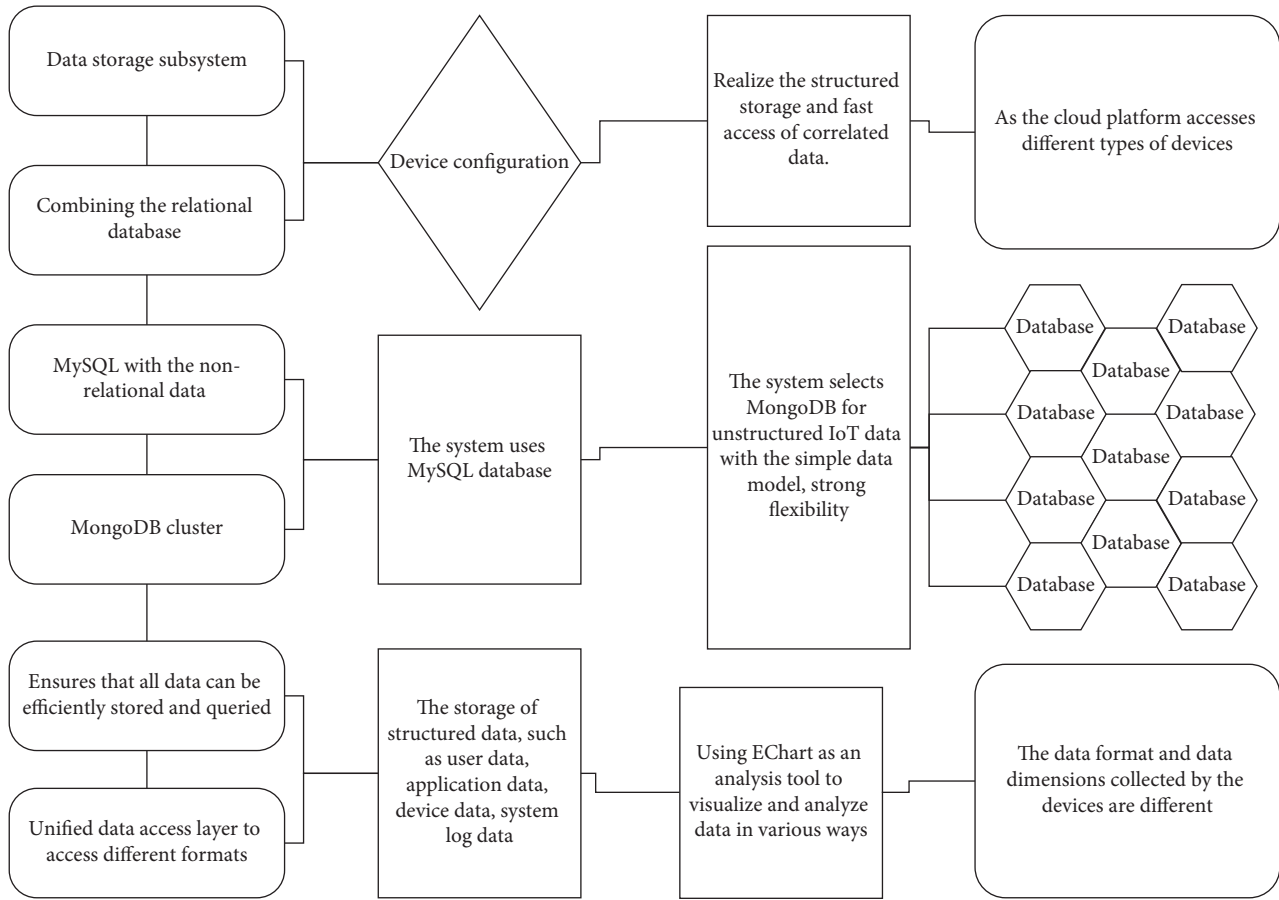 Data storage subsystem
Combining the relational
database
MySQL with the non-
relational data
MongoDB cluster
Ensures that all data can be
efficiently stored and queried
Unified data access layer to
access different formats
Device configuration
The system uses
MySQL database
The storage of
structured data, such
as user data,
application data,
device data, system
log data
Realize the structured
storage and fast
access of correlated
data.
The system selects
MongoDB for
unstructured IoT data
with the simple data
model, strong
flexibility
Using EChart as an
analysis tool to
visualize and analyze
data in various ways
As the cloud platform accesses
different types of devices
Database
Database
Database
Database
Database
Database
Database
Database
Database
Database
Database
The data format and data
dimensions collected by the
devices are different